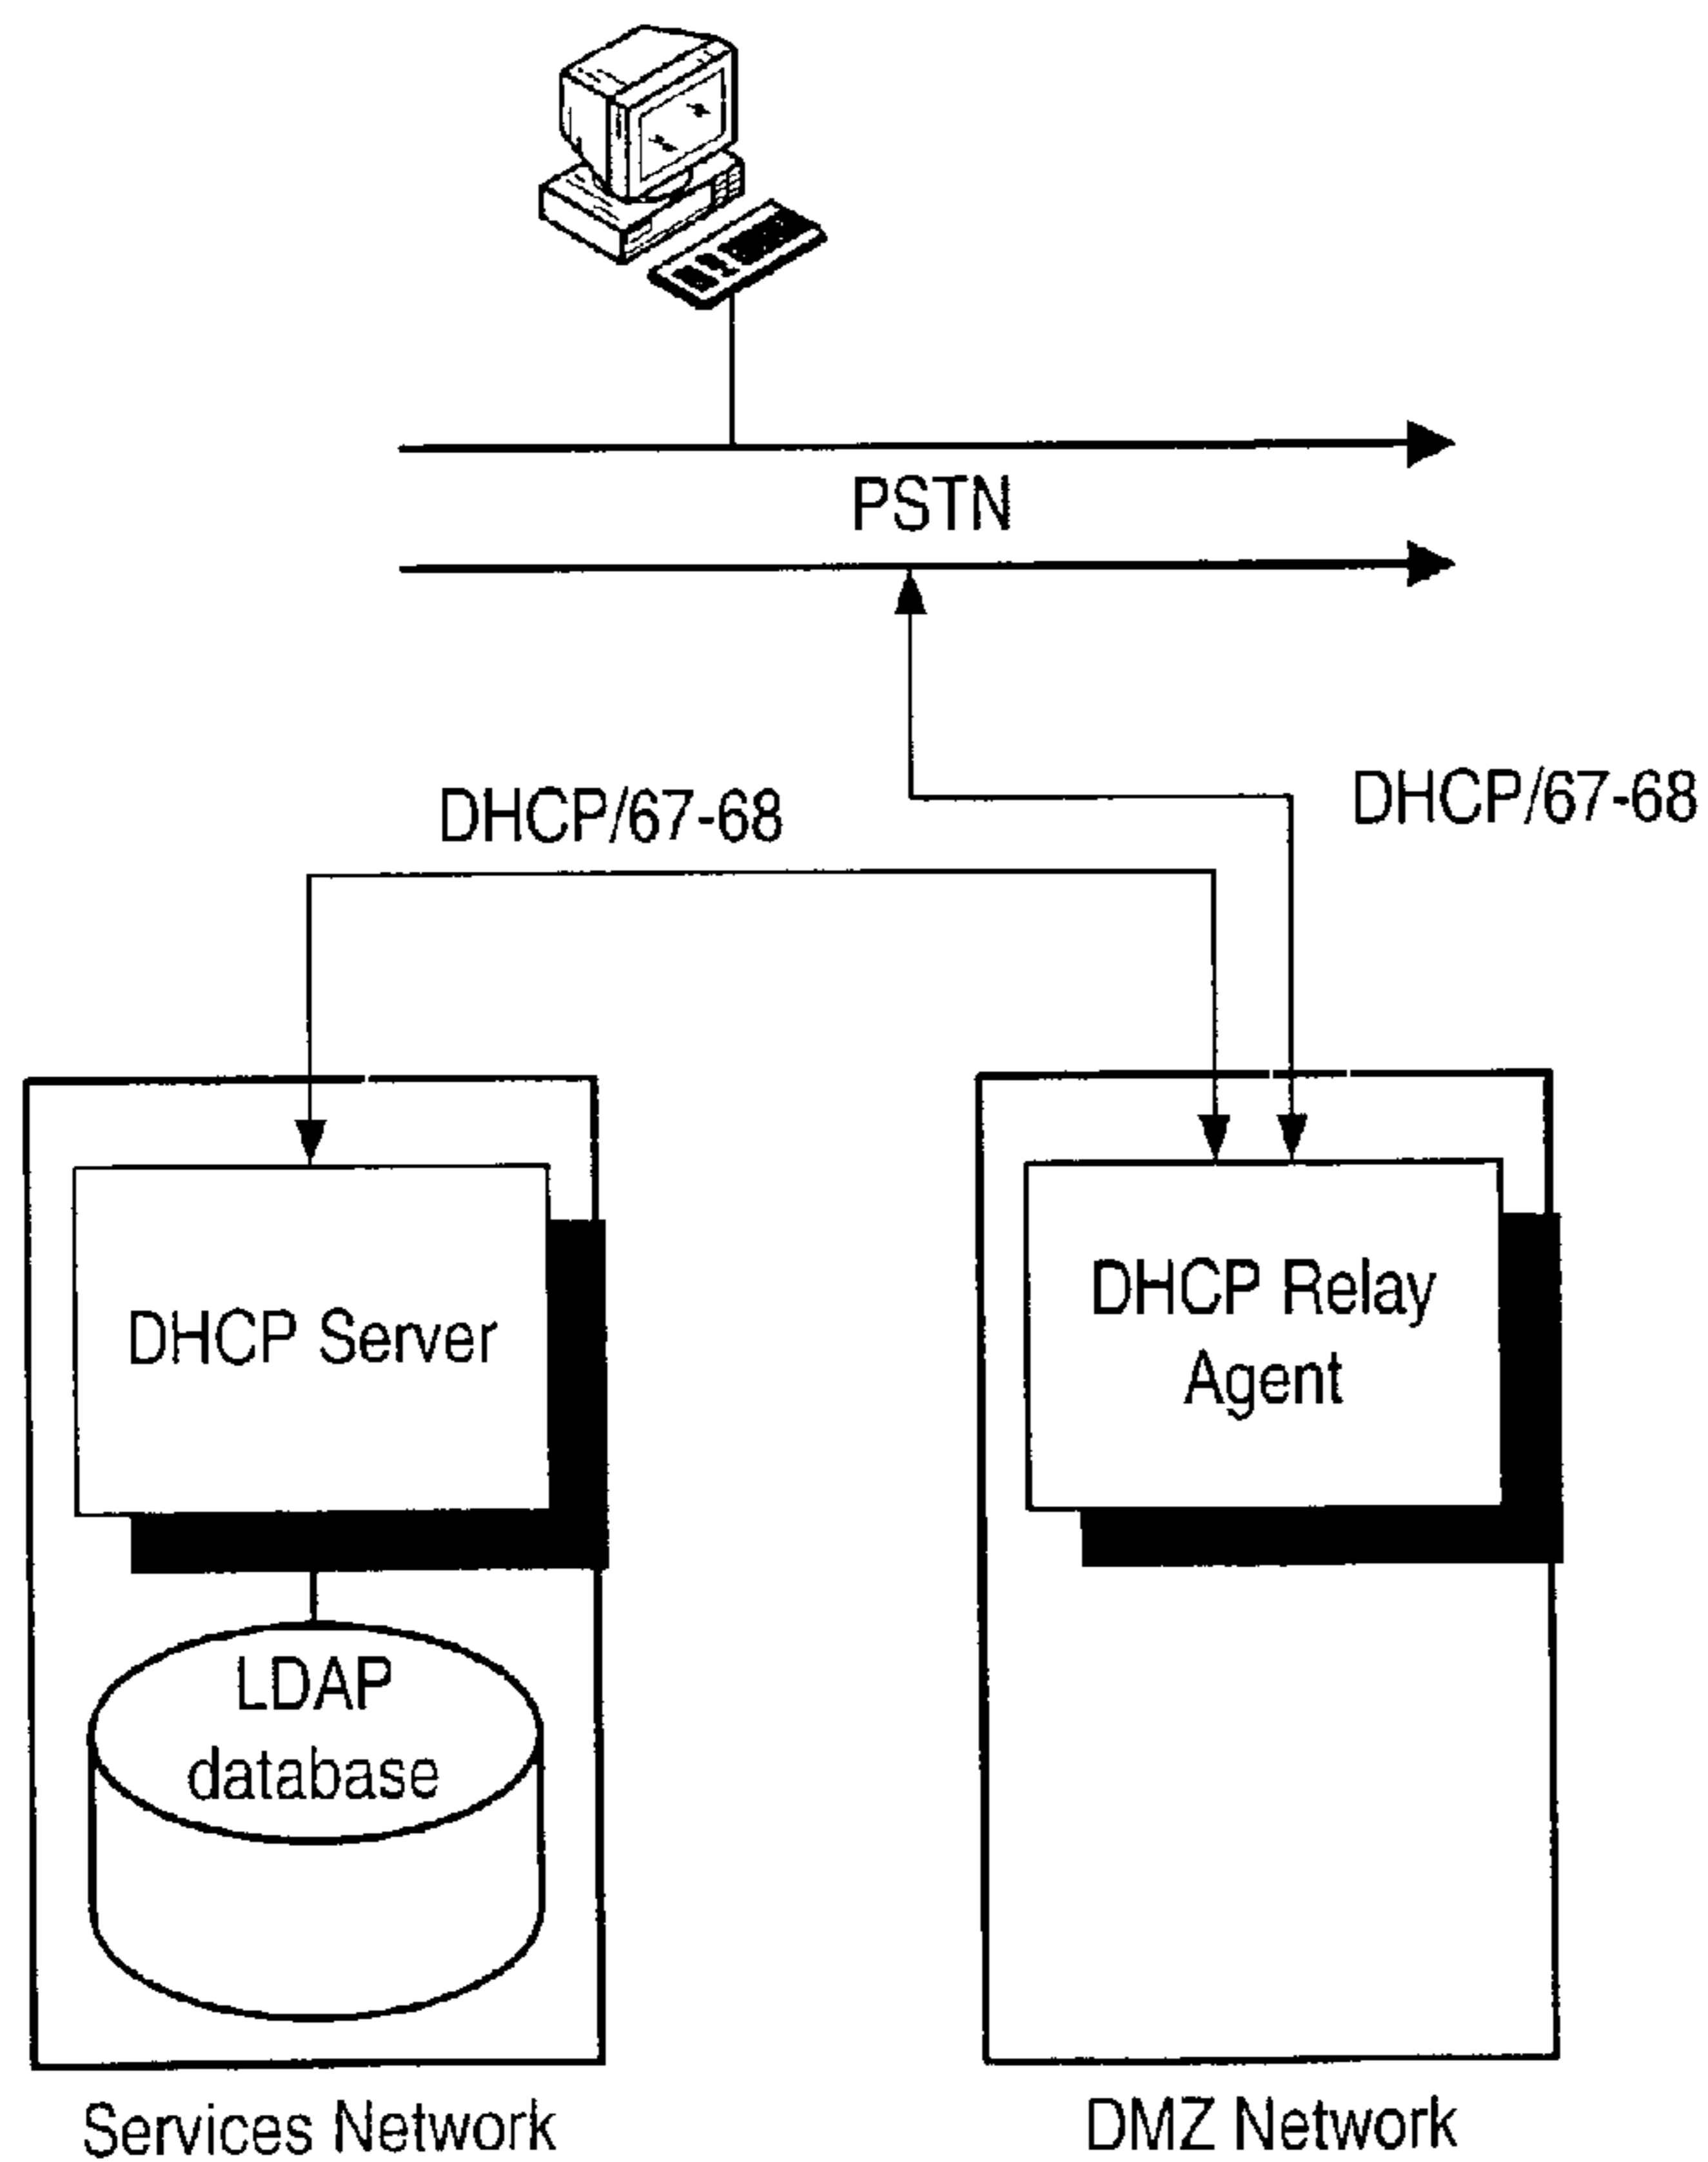 PSTN
DHCP/67-68
DHCP/67-68
DHCP Server
DHCP Relay
Agent
LDAP
database
Services Network
DMZ Network